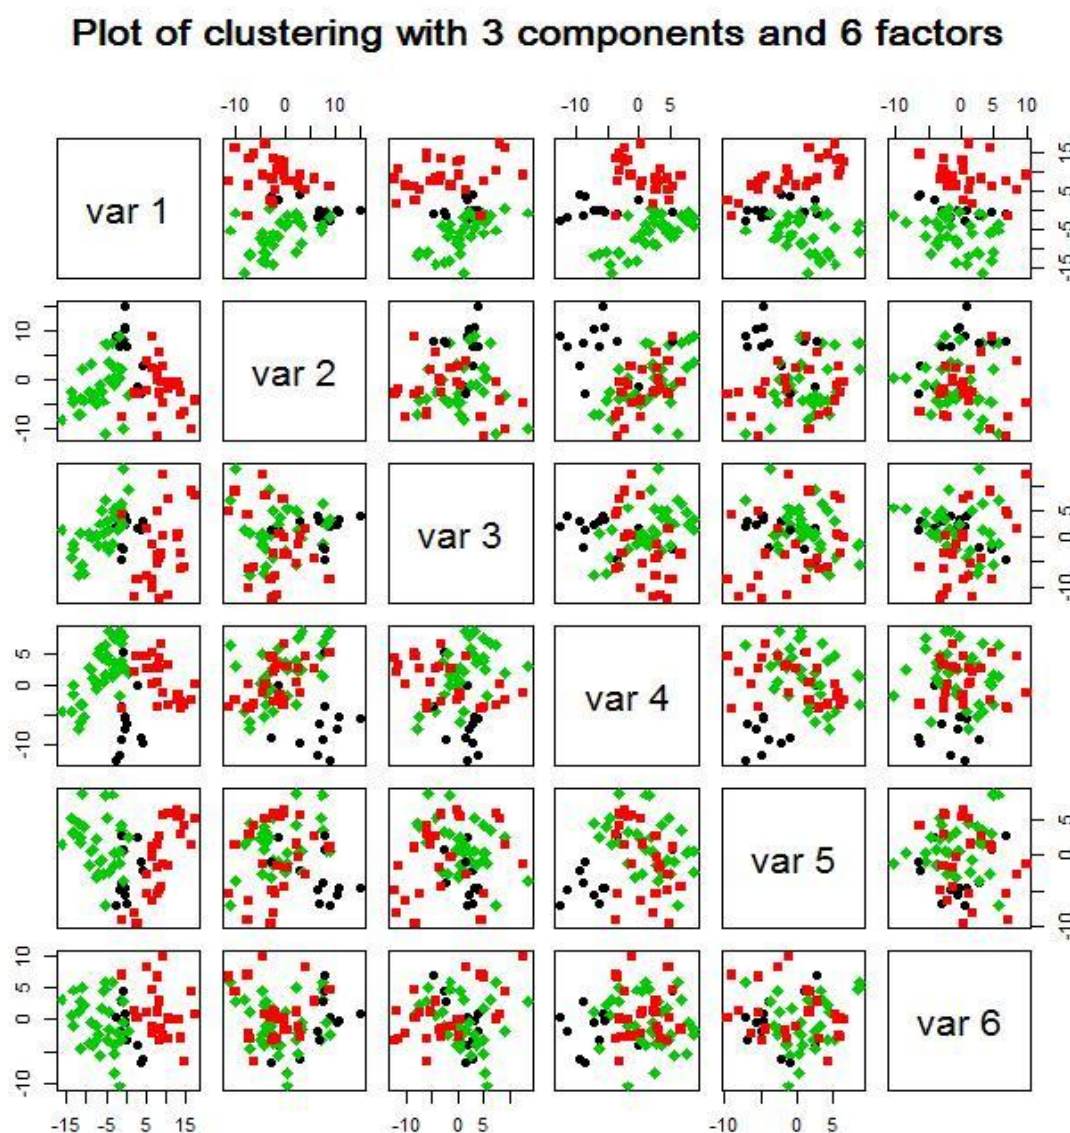 Plot of clustering with 3 components and 6 factors
-10 0 10 -10 0 5 -10 0 5 10
var 1
-15 -5 5 15
-10 0 10
var 2
var 3
-10 0 5
-10 0 5
var 4
var 5
-10 0 5
-10 0 5 10
var 6
-15 -5 5 15 -10 0 5 10 -10 0 5